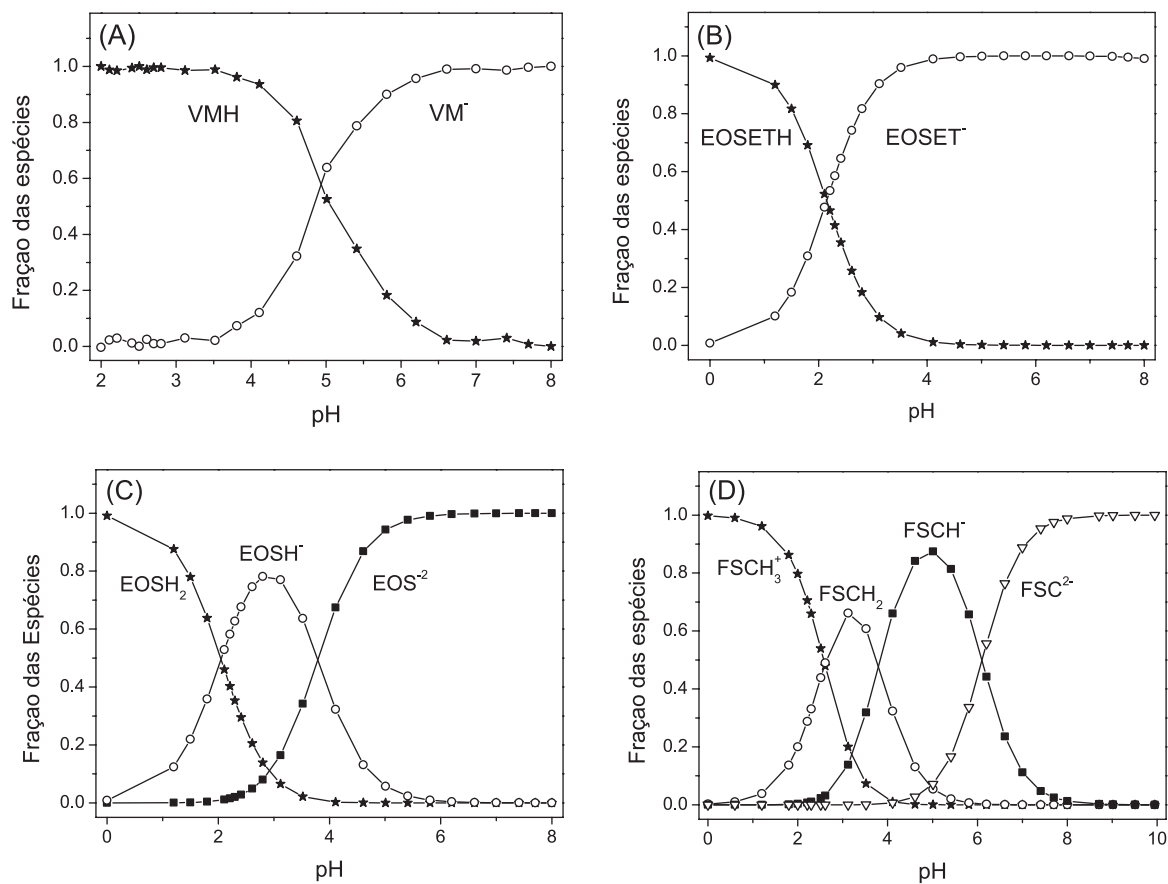 (A)
VMH
VM-
Fraçao das espécies
1.0
0.8
0.6
0.4
0.2
0.0
2 3 4 5 6 7 8
pH
(B)
EOSETH
EOSET-
Fraçao das espécies
1.0
0.8
0.6
0.4
0.2
0.0
0 2 4 6 8
pH
(C)
EOSH2
EOSH-
EOS-2
Fraçao das Espécies
1.0
0.8
0.6
0.4
0.2
0.0
0 2 4 6 8
pH
(D)
FSCH3+
FSCH2
FSCH-
FSC2-
Fraçao das espécies
1.0
0.8
0.6
0.4
0.2
0.0
0 2 4 6 8 10
pH